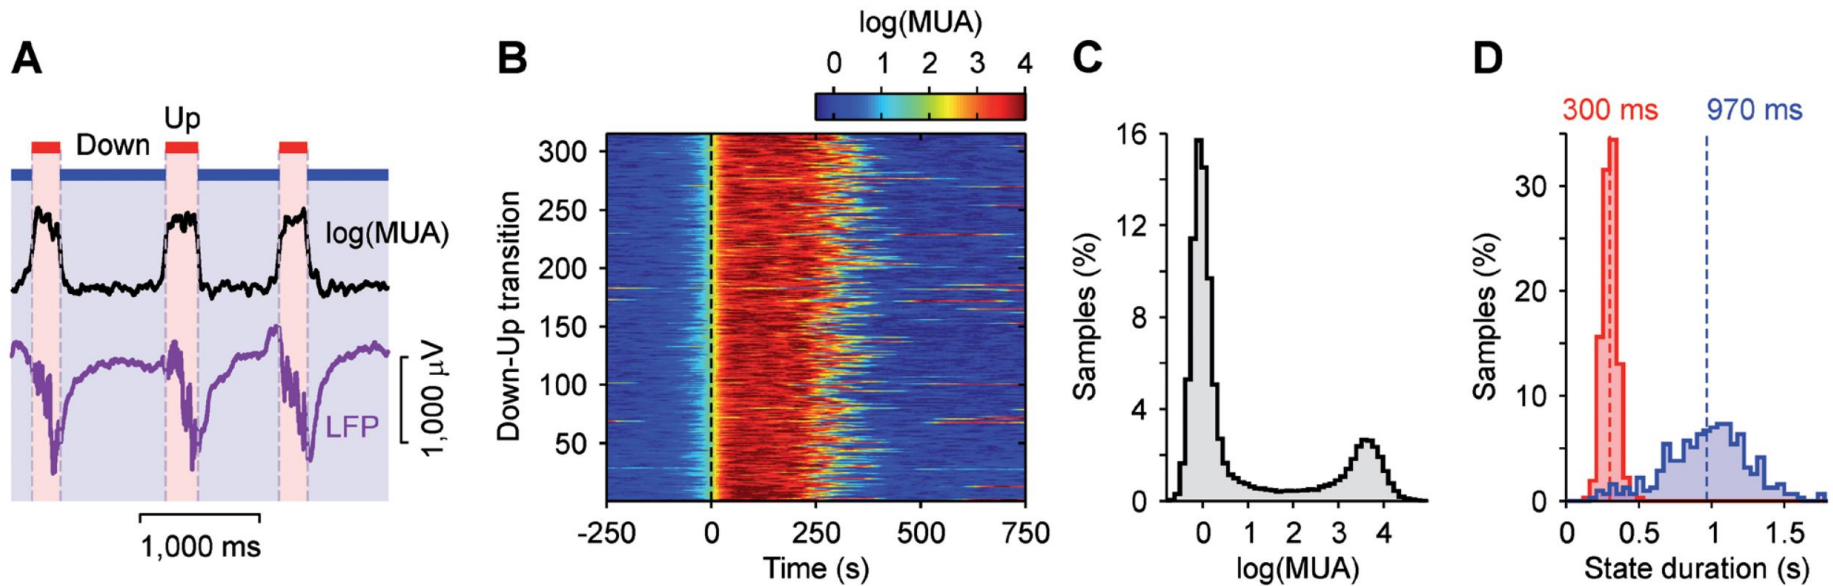 A
Up
Down
log(MUA)
LFP
1,000 µV
1,000 ms
B
log(MUA)
0 1 2 3 4
Down-Up transition
300
250
200
150
100
50
-250 0 250 500 750
Time (s)
C
Samples (%)
16
12
8
4
0
0 1 2 3 4
log(MUA)
D
300 ms 970 ms
Samples (%)
30
20
10
0
0 0.5 1 1.5
State duration (s)